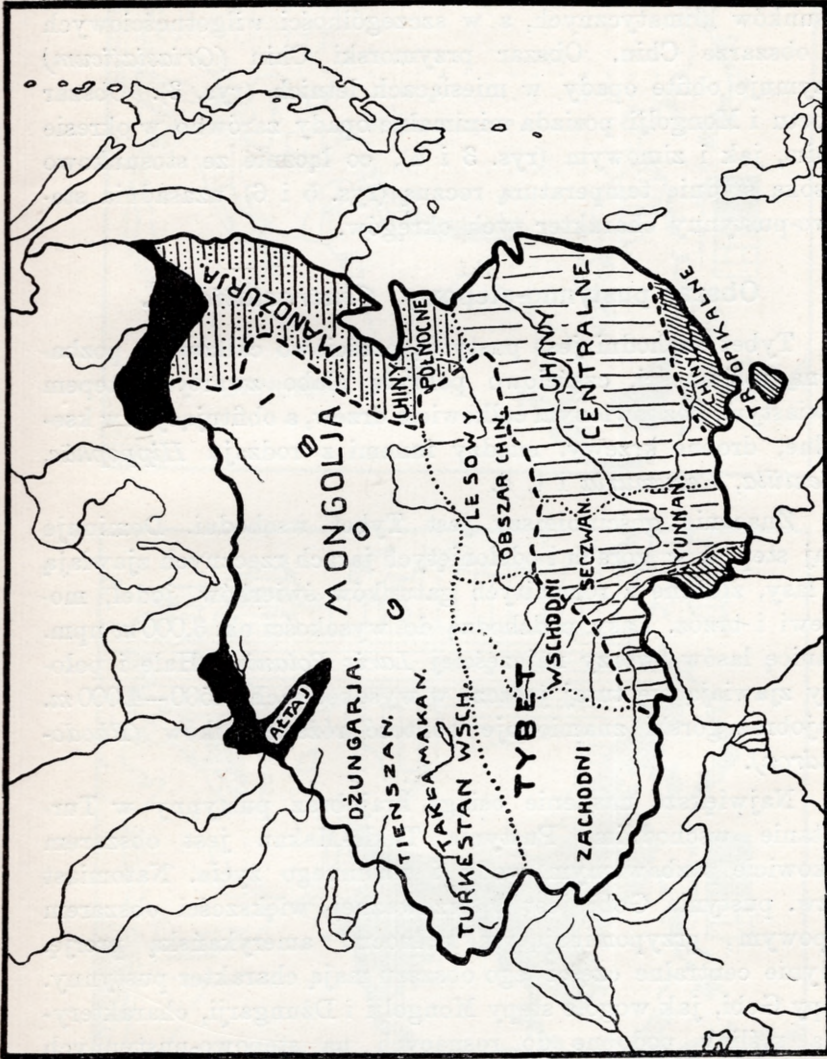 MANDŻURJA.
CHINY
PÓŁNOCNE
CHINY
CENTRALNE
CHINY
TROPIKALNE
MONGOLJA
LESOWY
OBSZAR CHIN.
SECZWAN.
YUNNAN
AŁTAJ
DŻUNGARJA
TIENSZAN.
TAKŁAMAKAN.
TURKESTAN WSCH.
TYBET
WSCHODNI
ZACHODNI